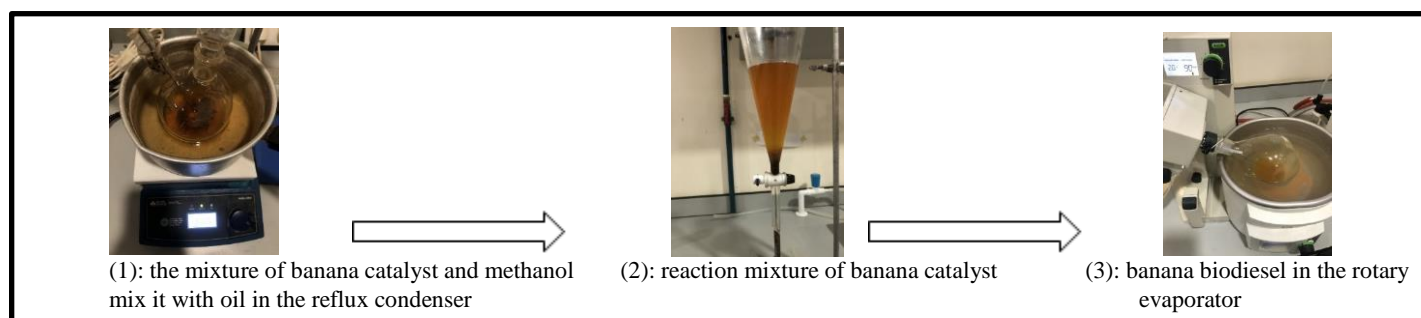 (1): the mixture of banana catalyst and methanol
mix it with oil in the reflux condenser
(2): reaction mixture of banana catalyst
(3): banana biodiesel in the rotary
evaporator